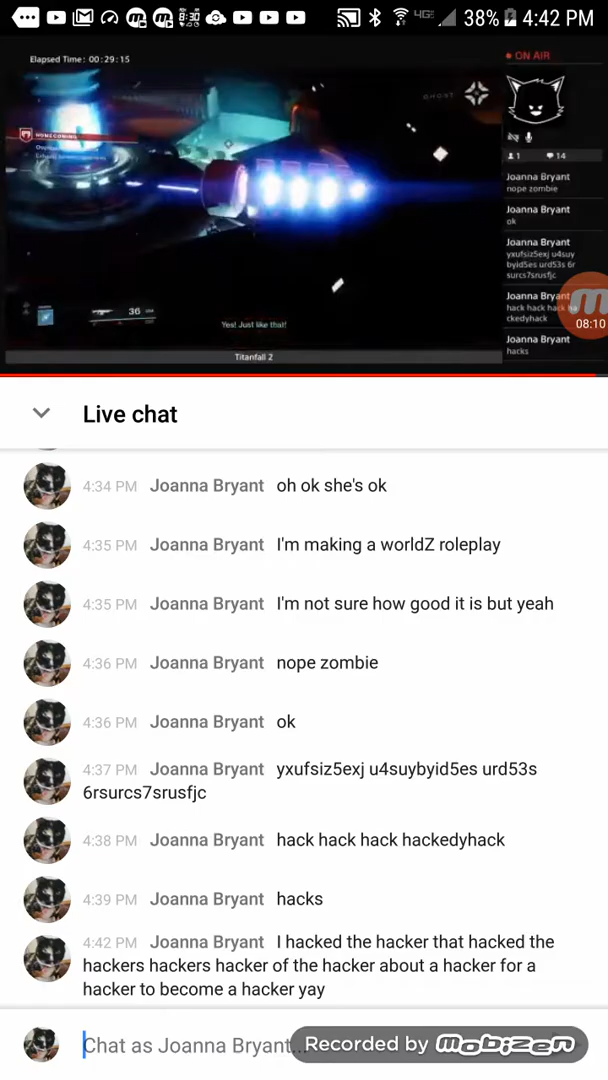 8:30
4GE
38%
4:42 PM
Elapsed Time: 00:29:15
ON AIR
GHOST
HOMECOMING
1 14
Joanna Bryant
nope zombie
Joanna Bryant
ok
Joanna Bryant
yxufsiz5exj u4suy
byid5es urd53s 6r
surcs7srusfjc
Joanna Bryant
hack hack hack ha
ckedyhack
Joanna Bryant
hacks
08:10
36
Yes! Just like that!
Titanfall 2
Live chat
4:34 PM Joanna Bryant oh ok she's ok
4:35 PM Joanna Bryant I'm making a worldZ roleplay
4:35 PM Joanna Bryant I'm not sure how good it is but yeah
4:36 PM Joanna Bryant nope zombie
4:36 PM Joanna Bryant ok
4:37 PM Joanna Bryant yxufsiz5exj u4suybyid5es urd53s
6rsurcs7srusfjc
4:38 PM Joanna Bryant hack hack hack hackedyhack
4:39 PM Joanna Bryant hacks
4:42 PM Joanna Bryant I hacked the hacker that hacked the
hackers hackers hacker of the hacker about a hacker for a
hacker to become a hacker yay
Chat as Joanna Bryant...
Recorded by mobizen